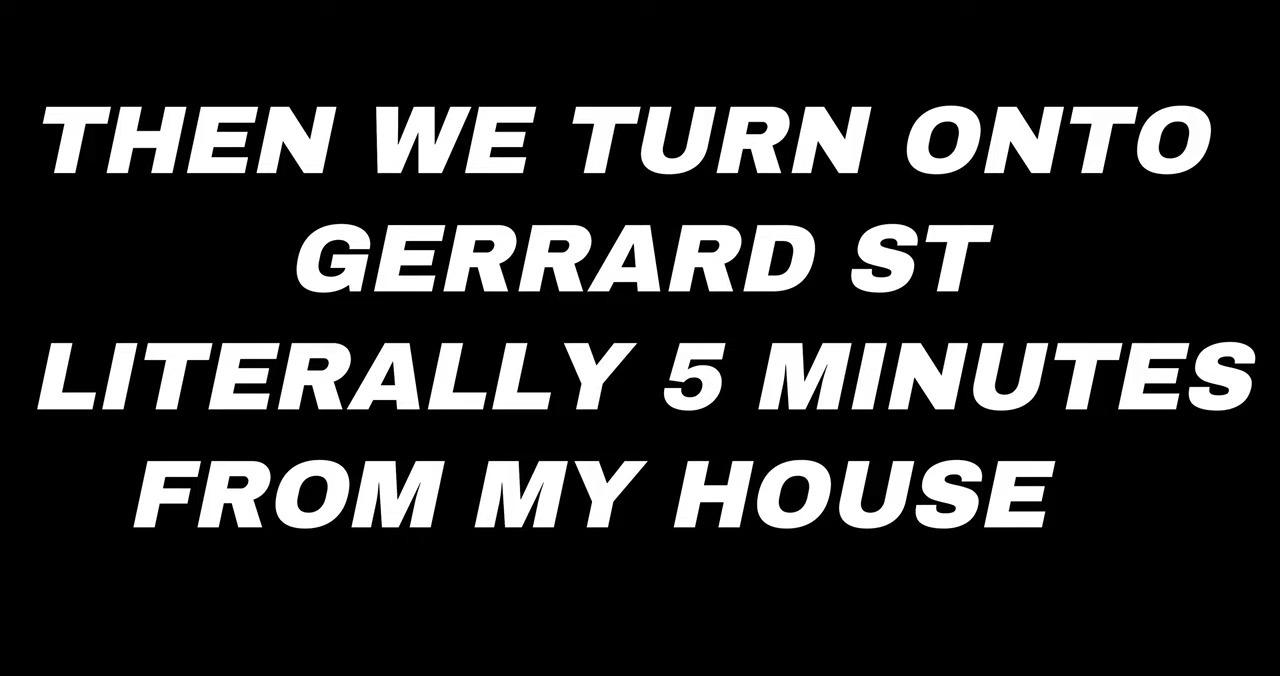 THEN WE TURN ONTO
GERRARD ST
LITERALLY 5 MINUTES
FROM MY HOUSE